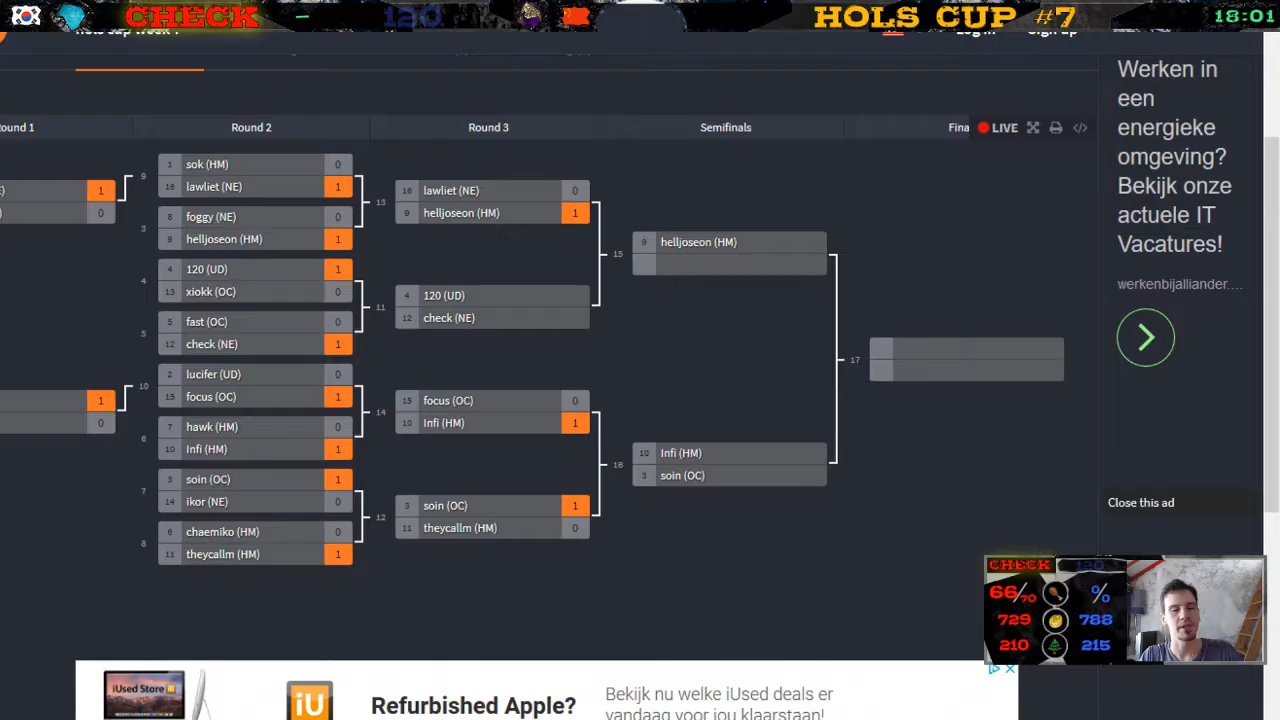 CHECK
120
HOLS CUP #7
18:01
Round 1
Round 2
Round 3
Semifinals
Fina
LIVE
1
0
9
1 sok (HM) 0
16 lawliet (NE) 1
3
8 foggy (NE) 0
9 helljoseon (HM) 1
4
4 120 (UD) 1
13 xiokk (OC) 0
5
5 fast (OC) 0
12 check (NE) 1
1
0
10
2 lucifer (UD) 0
15 focus (OC) 1
6
7 hawk (HM) 0
10 Infi (HM) 1
7
3 soin (OC) 1
14 ikor (NE) 0
8
6 chaemiko (HM) 0
11 theycallm (HM) 1
13
16 lawliet (NE) 0
9 helljoseon (HM) 1
11
4 120 (UD)
12 check (NE)
14
15 focus (OC) 0
10 Infi (HM) 1
12
3 soin (OC) 1
11 theycallm (HM) 0
15
9 helljoseon (HM)
16
10 Infi (HM)
3 soin (OC)
17
Werken in
een
energieke
omgeving?
Bekijk onze
actuele IT
Vacatures!
werkenbijalliander....
Close this ad
CHECK 120
66/70 %
729 788
210 215
iUsed Store iU
iU
Refurbished Apple?
Bekijk nu welke iUsed deals er
vandaag voor jou klaarstaan!